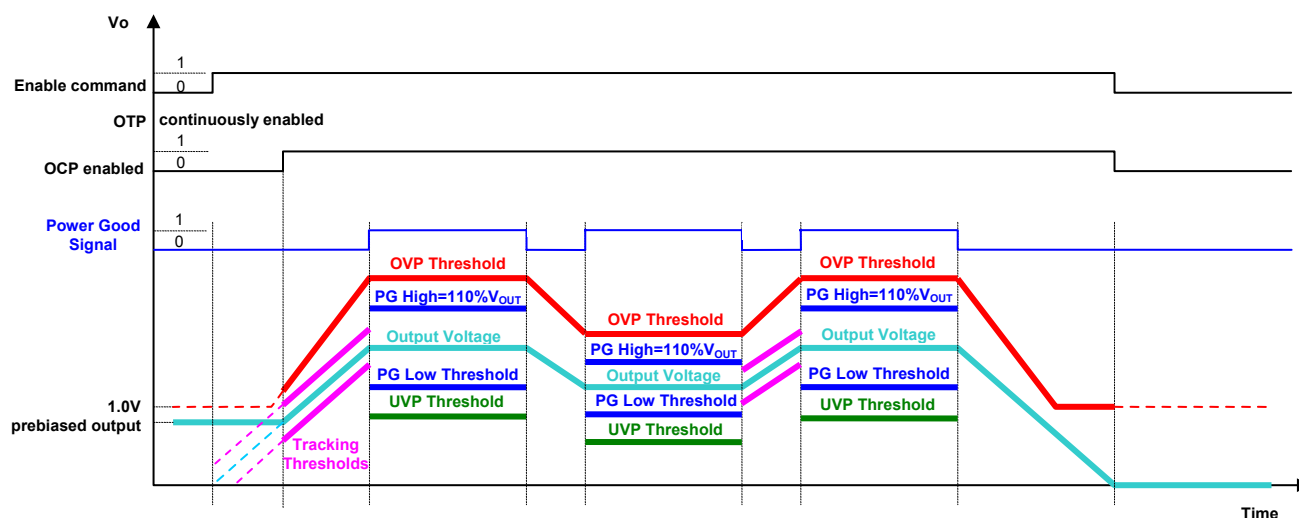 Vo
1
Enable command
0
OTP
continuously enabled
1
OCP enabled
0
Power Good
Signal
1
0
OVP Threshold
PG High=110%VOUT
Output Voltage
PG Low Threshold
UVP Threshold
OVP Threshold
PG High=110%VOUT
Output Voltage
PG Low Threshold
UVP Threshold
OVP Threshold
PG High=110%VOUT
Output Voltage
PG Low Threshold
UVP Threshold
1.0V
prebiased output
Tracking
Thresholds
Time